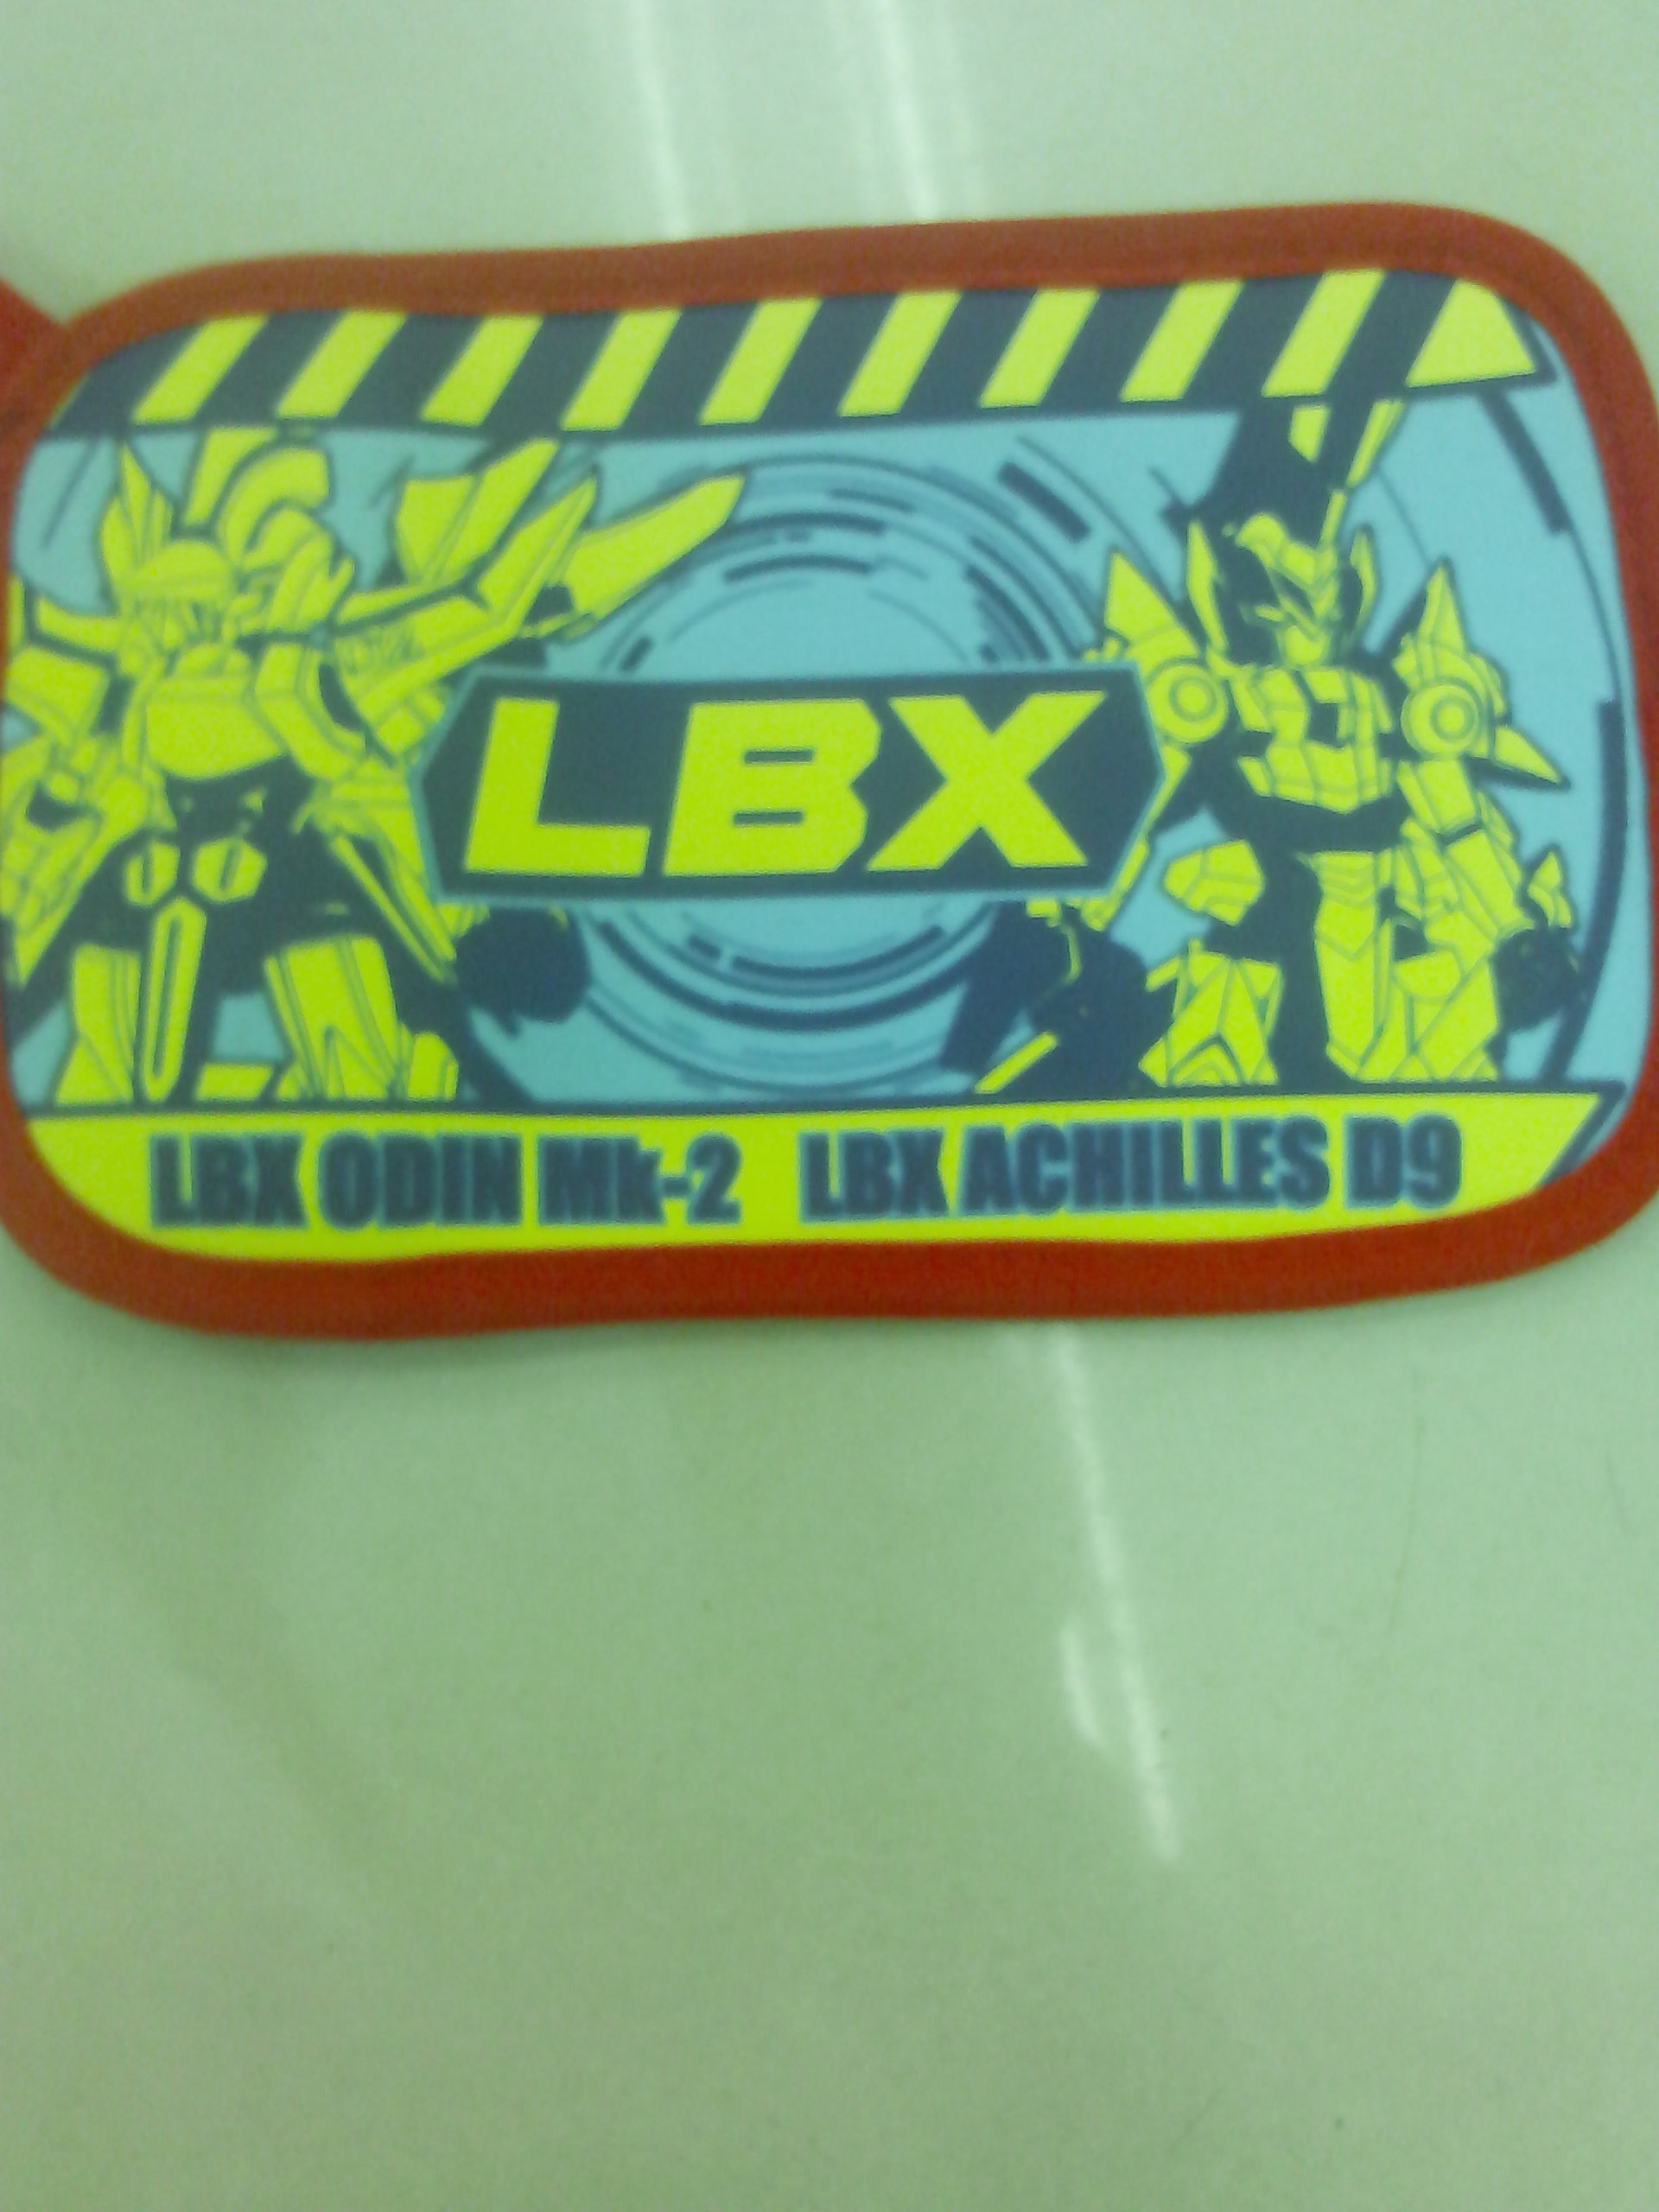 LBX
LBX ODIN Mk-2 LBX ACHILLES D9